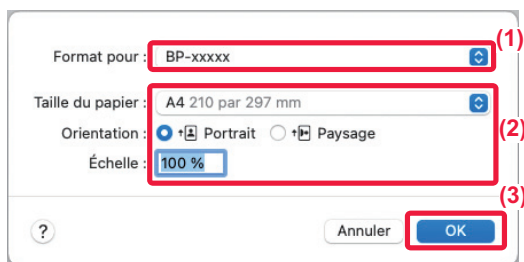 (1)
Format pour : BP-xxxxx
Taille du papier : A4 210 par 297 mm
(2)
Orientation : Portrait Paysage
Échelle : 100 %
(3)
? Annuler OK